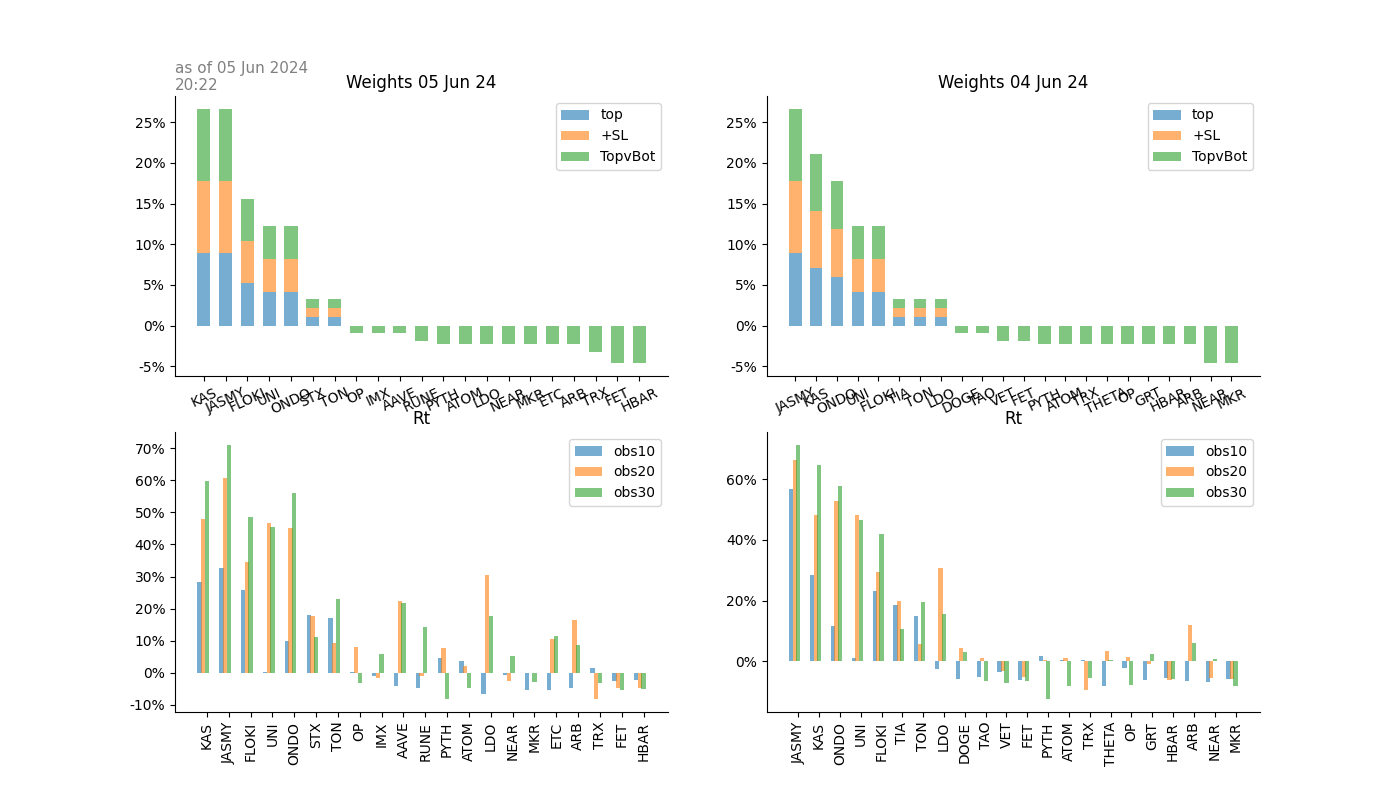 as of 05 Jun 2024
20:22
Weights 05 Jun 24
top
+SL
TopvBot
25%
20%
15%
10%
5%
0%
-5%
KAS JASMY FLOKI UNI ONDO STX TON OP IMX AAVE RUNE PYTH ATOM LDO NEAR MKR ETC ARB TRX FET HBAR
Weights 04 Jun 24
top
+SL
TopvBot
25%
20%
15%
10%
5%
0%
-5%
JASMY KAS ONDO UNI FLOKI TIA TON LDO DOGE TAO VET FET PYTH ATOM TRX THETA OP GRT HBAR ARB NEAR MKR
Rt
obs10
obs20
obs30
70%
60%
50%
40%
30%
20%
10%
0%
-10%
KAS JASMY FLOKI UNI ONDO STX TON OP IMX AAVE RUNE PYTH ATOM LDO NEAR MKR ETC ARB TRX FET HBAR
Rt
obs10
obs20
obs30
60%
40%
20%
0%
JASMY KAS ONDO UNI FLOKI TIA TON LDO DOGE TAO VET FET PYTH ATOM TRX THETA OP GRT HBAR ARB NEAR MKR